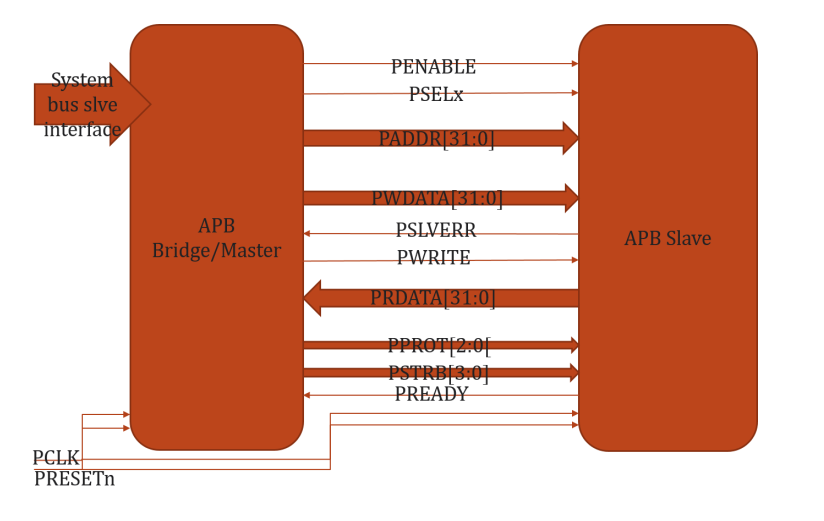 System
bus slve
interface
APB
Bridge/Master
PENABLE
PSELx
PADDR[31:0]
PWDATA[31:0]
PSLVERR
PWRITE
PRDATA[31:0]
PPROT[2:0[
PSTRB[3:0]
PREADY
APB Slave
PCLK
PRESETn